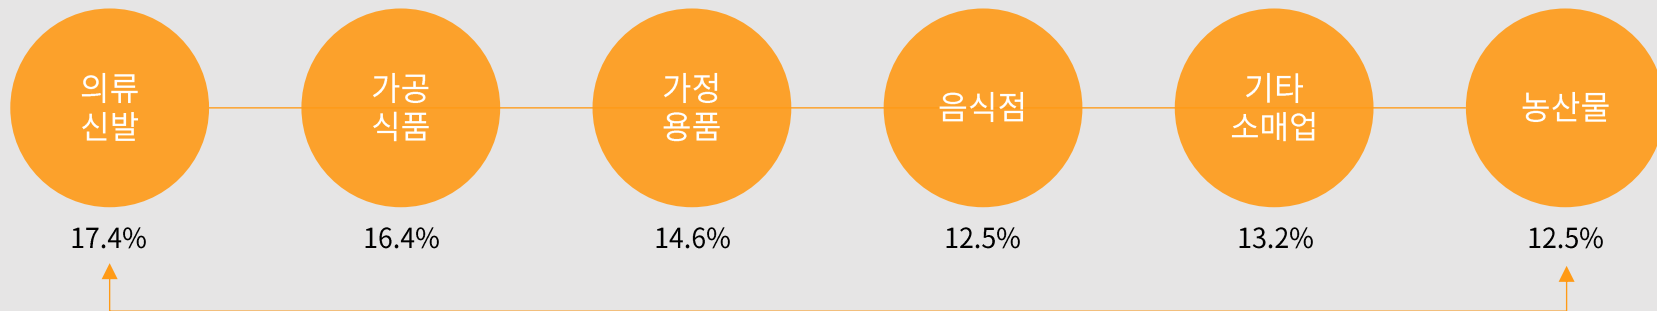 의류
신발
가공
식품
가정
용품
음식점
기타
소매업
농산물
17.4%
16.4%
14.6%
12.5%
13.2%
12.5%